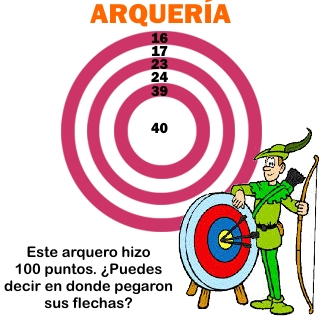 ARQUERÍA
16
17
23
24
39
40
Este arquero hizo
100 puntos. ¿Puedes
decir en donde pegaron
sus flechas?